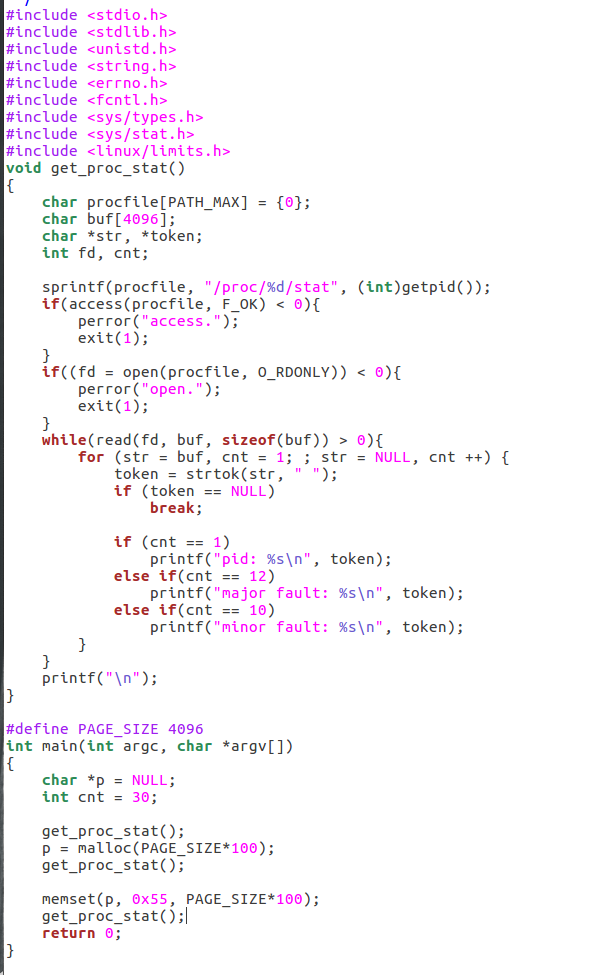 #include <stdio.h>
#include <stdlib.h>
#include <unistd.h>
#include <string.h>
#include <errno.h>
#include <fcntl.h>
#include <sys/types.h>
#include <sys/stat.h>
#include <linux/limits.h>
void get_proc_stat()
{
    char procfile[PATH_MAX] = {0};
    char buf[4096];
    char *str, *token;
    int fd, cnt;

    sprintf(procfile, "/proc/%d/stat", (int)getpid());
    if(access(procfile, F_OK) < 0){
        perror("access.");
        exit(1);
    }
    if((fd = open(procfile, O_RDONLY)) < 0){
        perror("open.");
        exit(1);
    }
    while(read(fd, buf, sizeof(buf)) > 0){
        for (str = buf, cnt = 1; ; str = NULL, cnt ++) {
            token = strtok(str, " ");
            if (token == NULL)
                break;

            if (cnt == 1)
                printf("pid: %s\n", token);
            else if(cnt == 12)
                printf("major fault: %s\n", token);
            else if(cnt == 10)
                printf("minor fault: %s\n", token);
        }
    }
    printf("\n");
}

#define PAGE_SIZE 4096
int main(int argc, char *argv[])
{
    char *p = NULL;
    int cnt = 30;

    get_proc_stat();
    p = malloc(PAGE_SIZE*100);
    get_proc_stat();

    memset(p, 0x55, PAGE_SIZE*100);
    get_proc_stat();
    return 0;
}